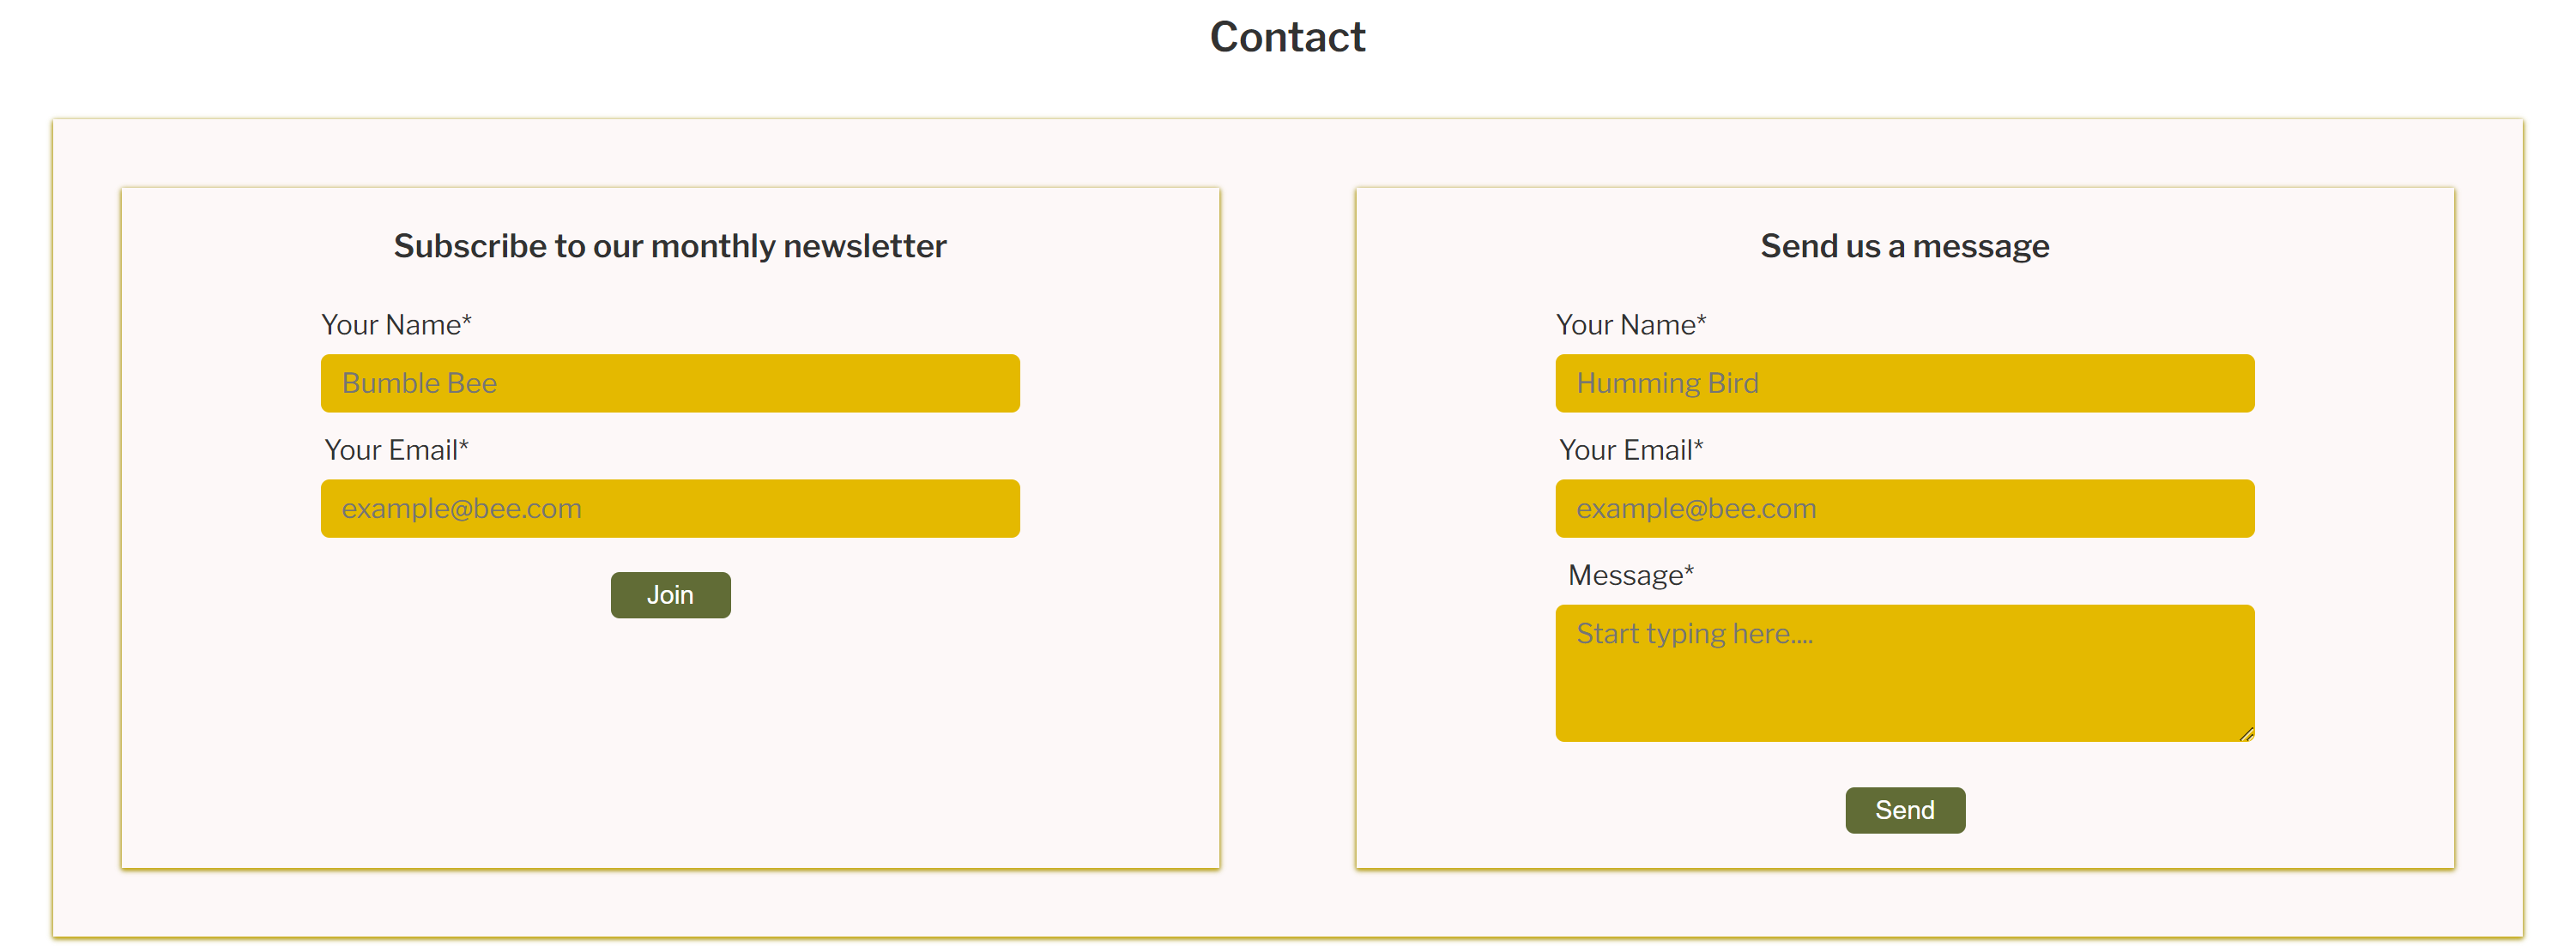 Contact
Subscribe to our monthly newsletter
Your Name*
Bumble Bee
Your Email*
example@bee.com
Join
Send us a message
Your Name*
Humming Bird
Your Email*
example@bee.com
Message*
Start typing here....
Send